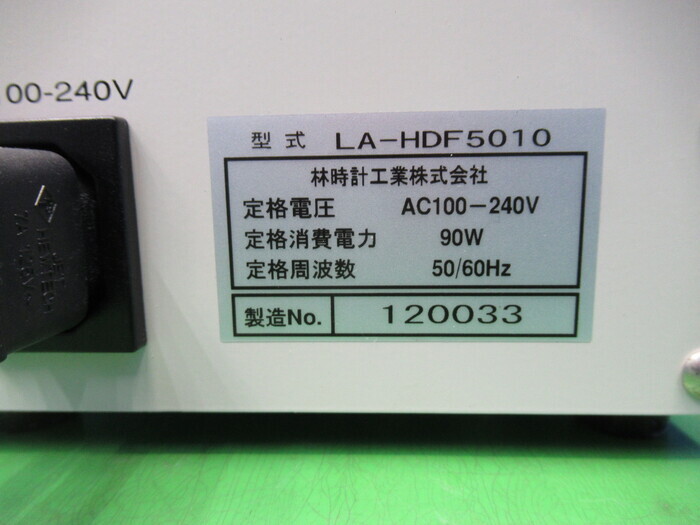 00-240V
型式 LA-HDF5010
林時計工業株式会社
定格電圧 AC100-240V
定格消費電力 90W
定格周波数 50/60Hz
製造No. 120033